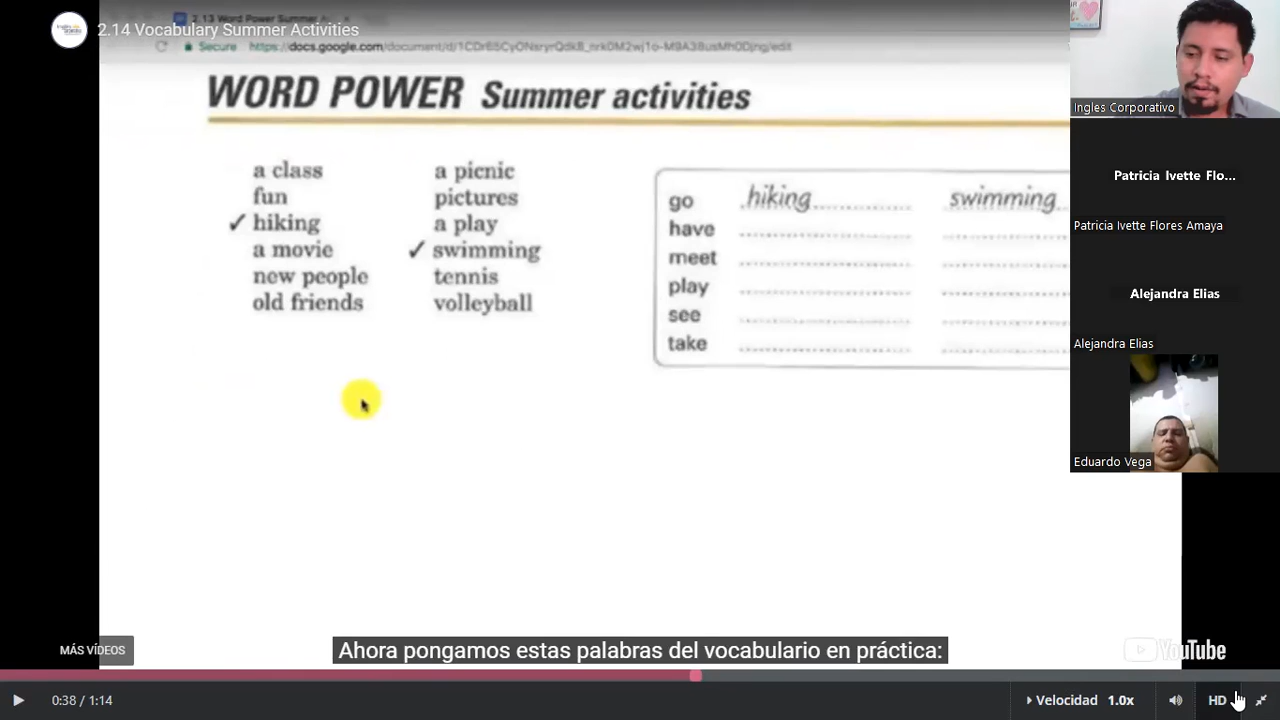 2.14 Vocabulary Summer Activities
Secure
WORD POWER Summer activities
a class
fun
✓ hiking
a movie
new people
old friends
a picnic
pictures
a play
✓ swimming
tennis
volleyball
go hiking swimming
have
meet
play
see
take
Ingles Corporativo
Patricia Ivette Flo...
Patricia Ivette Flores Amaya
Alejandra Elias
Alejandra Elias
Eduardo Vega
Ahora pongamos estas palabras del vocabulario en práctica:
MÁS VÍDEOS
YouTube
0:38 / 1:14
Velocidad 1.0x
HD